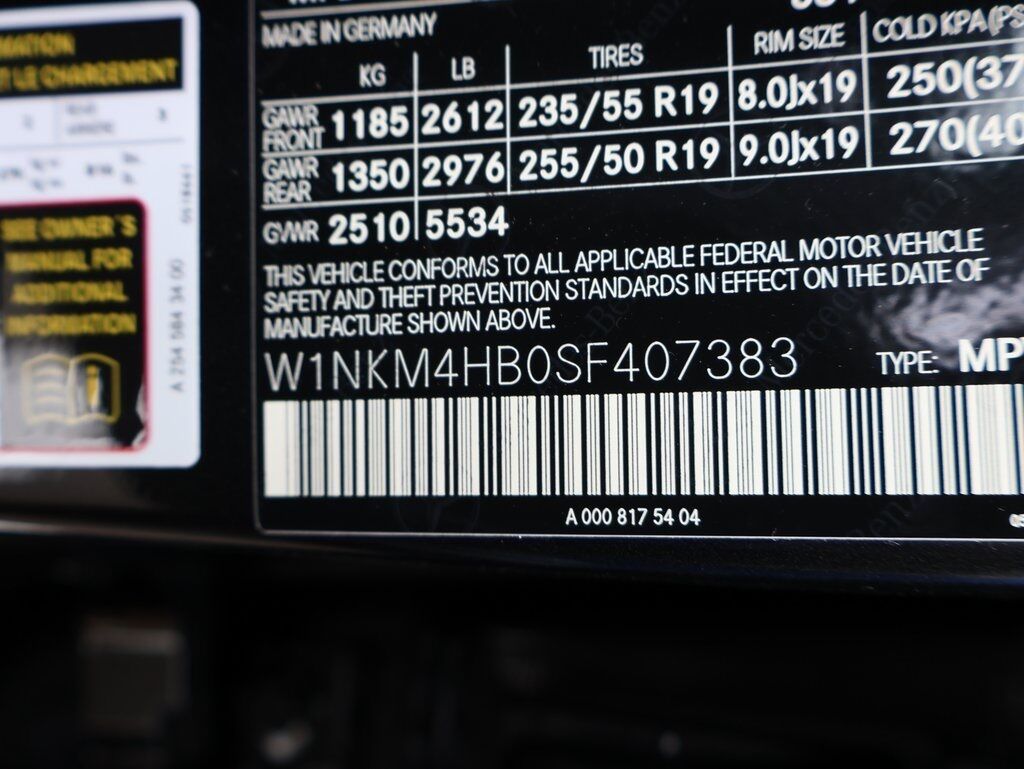 MADE IN GERMANY
KG LB TIRES RIM SIZE COLD KPA(PS
GAWR FRONT 1185 2612 235/55 R19 8.0Jx19 250(37
GAWR REAR 1350 2976 255/50 R19 9.0Jx19 270(40
GVWR 2510 5534
THIS VEHICLE CONFORMS TO ALL APPLICABLE FEDERAL MOTOR VEHICLE
SAFETY AND THEFT PREVENTION STANDARDS IN EFFECT ON THE DATE OF
MANUFACTURE SHOWN ABOVE.
W1NKM4HB0SF407383 TYPE: MP
A 000 817 54 04
LE CHARGEMENT
SEE OWNER'S
MANUAL FOR
ADDITIONAL
INFORMATION
A 254 584 34 00